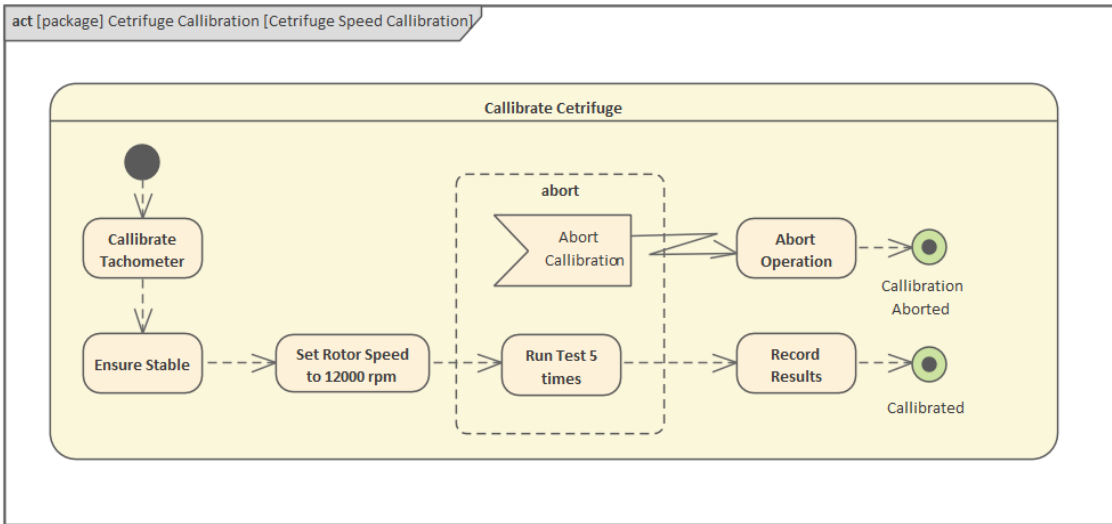 act [package] Cetrifuge Callibration [Cetrifuge Speed Callibration]
Callibrate Cetrifuge
abort
Callibrate
Tachometer
Abort
Callibration
Abort
Operation
Callibration
Aborted
Ensure Stable
Set Rotor Speed
to 12000 rpm
Run Test 5
times
Record
Results
Callibrated